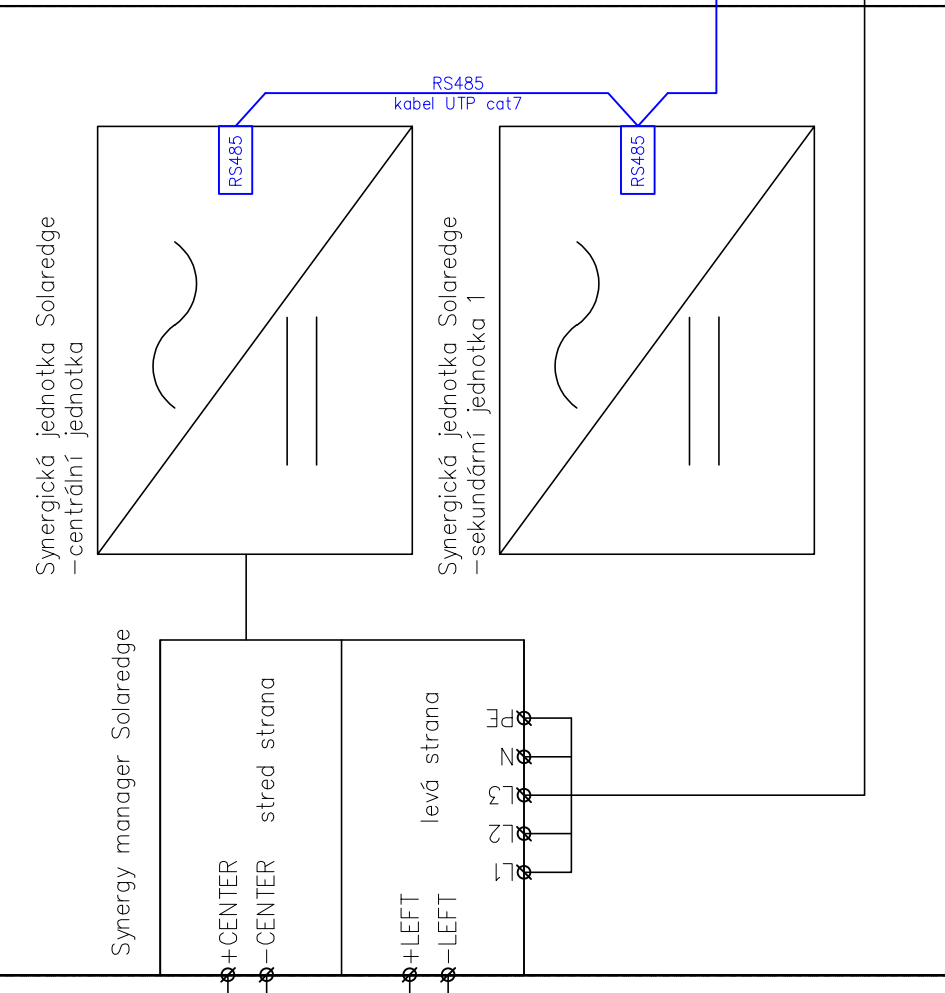 RS485
kabel UTP cat7
RS485
RS485
Synergická jednotka Solaredge
-centrální jednotka
Synergická jednotka Solaredge
-sekundární jednotka 1
Synergy manager Solaredge
stred strana
levá strana
PE
N
L3
L2
L1
+CENTER
-CENTER
+LEFT
-LEFT